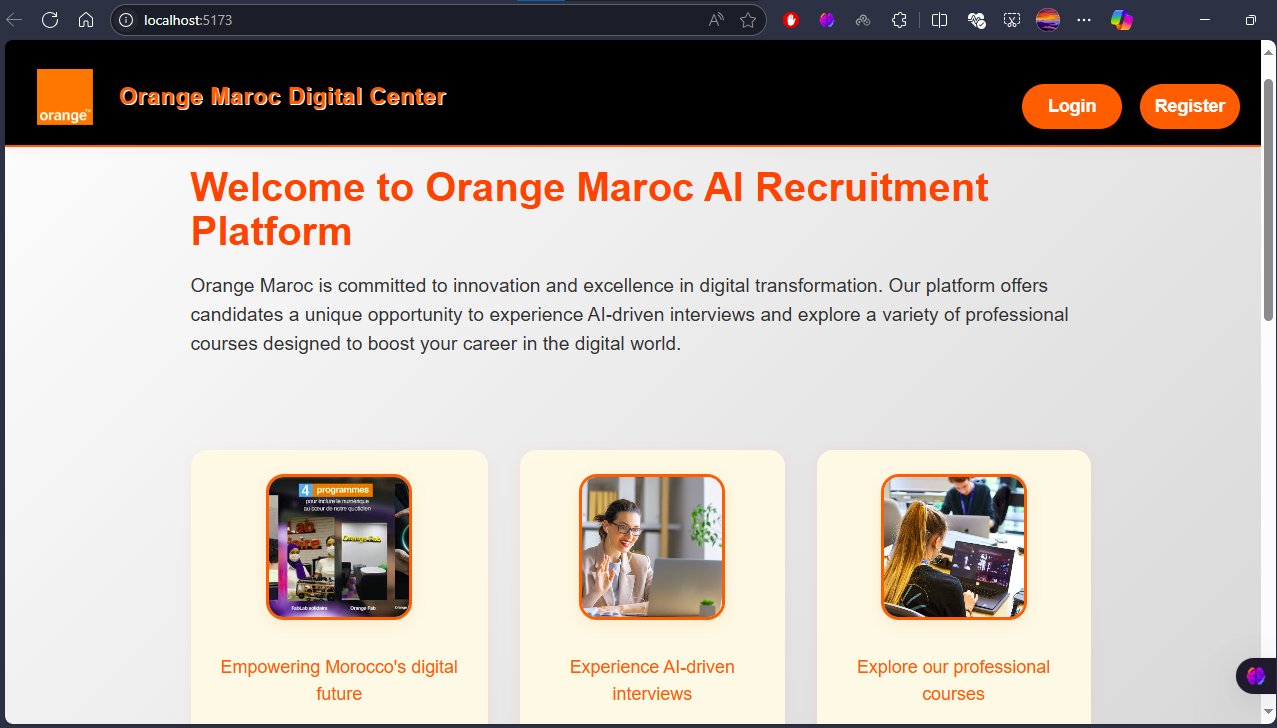 localhost:5173
orange™
Orange Maroc Digital Center
Login
Register
Welcome to Orange Maroc AI Recruitment
Platform
Orange Maroc is committed to innovation and excellence in digital transformation. Our platform offers
candidates a unique opportunity to experience AI-driven interviews and explore a variety of professional
courses designed to boost your career in the digital world.
4 programmes
pour inclure le numérique
au cœur de notre quotidien
Orange Fab
FabLab solidaire
Orange Fab
Empowering Morocco's digital
future
Experience AI-driven
interviews
Explore our professional
courses